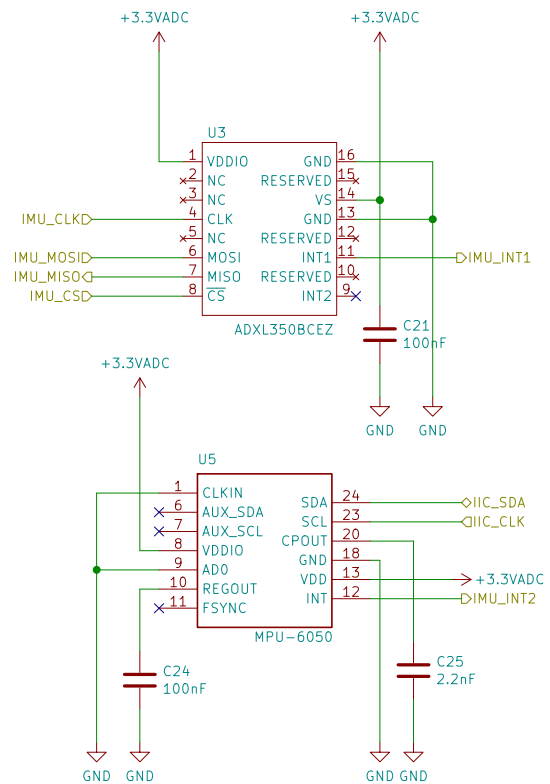 +3.3VADC +3.3VADC
U3
1 VDDIO GND 16
2 NC RESERVED 15
3 NC VS 14
IMU_CLK 4 CLK GND 13
5 NC RESERVED 12
IMU_MOSI 6 MOSI INT1 11 IMU_INT1
IMU_MISO 7 MISO RESERVED 10
IMU_CS 8 CS INT2 9
ADXL350BCEZ
C21
100nF
GND GND
+3.3VADC
U5
1 CLKIN
SDA 24 IIC_SDA
6 AUX_SDA
SCL 23 IIC_CLK
7 AUX_SCL
CPOUT 20
8 VDDIO
GND 18
9 AD0
VDD 13 +3.3VADC
10 REGOUT
INT 12 IMU_INT2
11 FSYNC
MPU-6050
C24
100nF
C25
2.2nF
GND GND GND GND